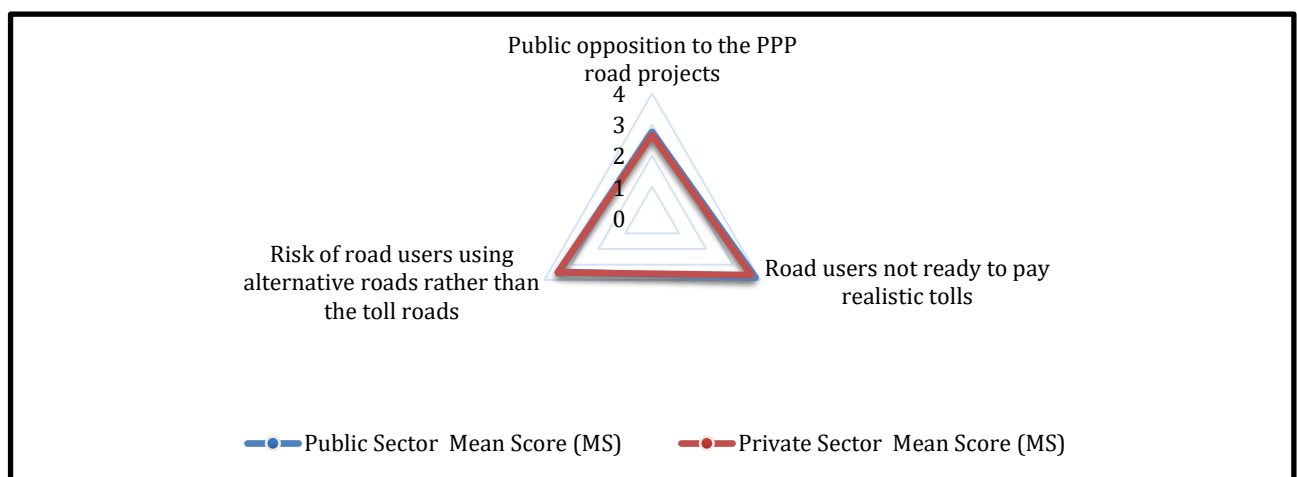 Public opposition to the PPP
road projects
4
3
2
1
0
Risk of road users using
alternative roads rather than
the toll roads
Road users not ready to pay
realistic tolls
Public Sector  Mean Score (MS)
Private Sector  Mean Score (MS)